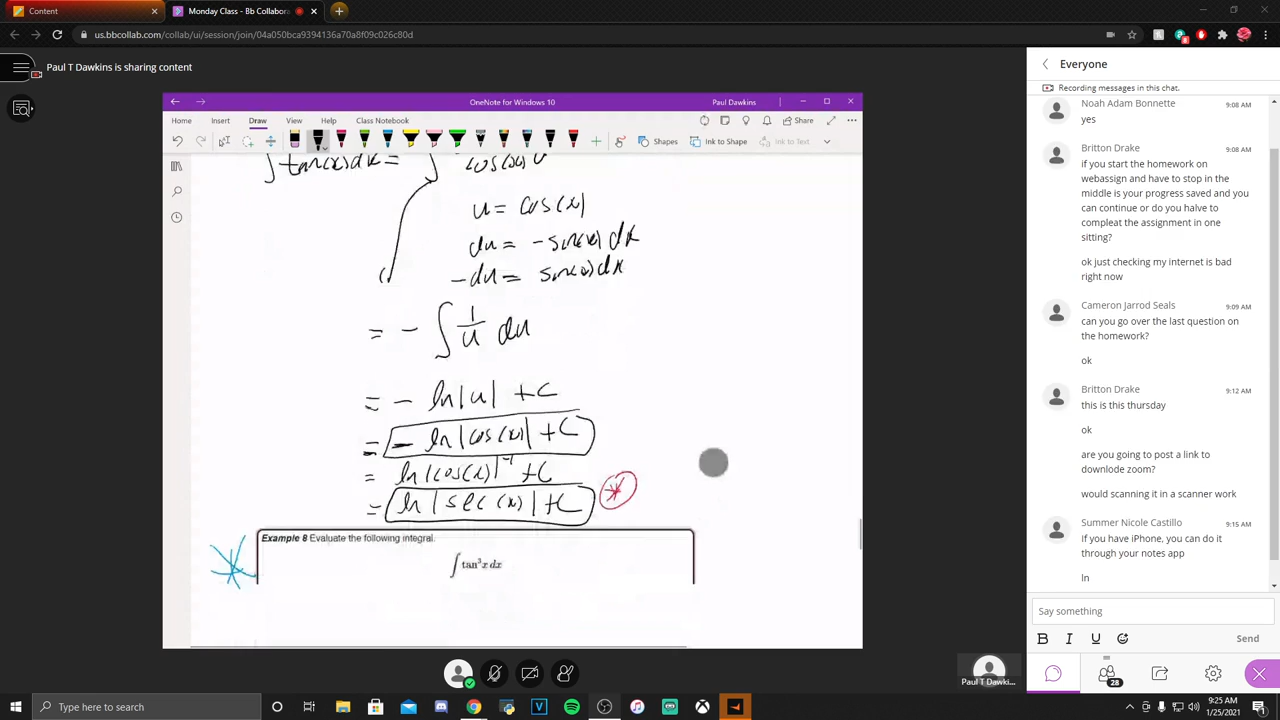 Content
Monday Class - Bb Collabora
us.bbcollab.com/collab/ui/session/join/04a050bca9394136a70a8f09c026c80d
Paul T Dawkins is sharing content
OneNote for Windows 10
Paul Dawkins
Home Insert Draw View Help Class Notebook
Share
Shapes Ink to Shape Ink to Text
∫tan(x)dx =
cos(x)
u = cos(x)
du = -sin(x) dx
-du = sin(x) dx
= - ∫ 1/u du
= - ln|u| + c
= - ln|cos(x)| + C
= ln|cos(x)|⁻¹ + C
= ln|sec(x)| + C
Example 8 Evaluate the following integral.
∫ tan³ x dx
Everyone
Recording messages in this chat.
Noah Adam Bonnette 9:08 AM
yes
Britton Drake 9:08 AM
if you start the homework on
webassign and have to stop in the
middle is your progress saved and you
can continue or do you halve to
compleat the assignment in one
sitting?
ok just checking my internet is bad
right now
Cameron Jarrod Seals 9:09 AM
can you go over the last question on
the homework?
ok
Britton Drake 9:12 AM
this is this thursday
ok
are you going to post a link to
downlode zoom?
would scanning it in a scanner work
Summer Nicole Castillo 9:15 AM
If you have iPhone, you can do it
through your notes app
ln
Say something
Send
Paul T Dawki...
28
Type here to search
9:25 AM
1/25/2021